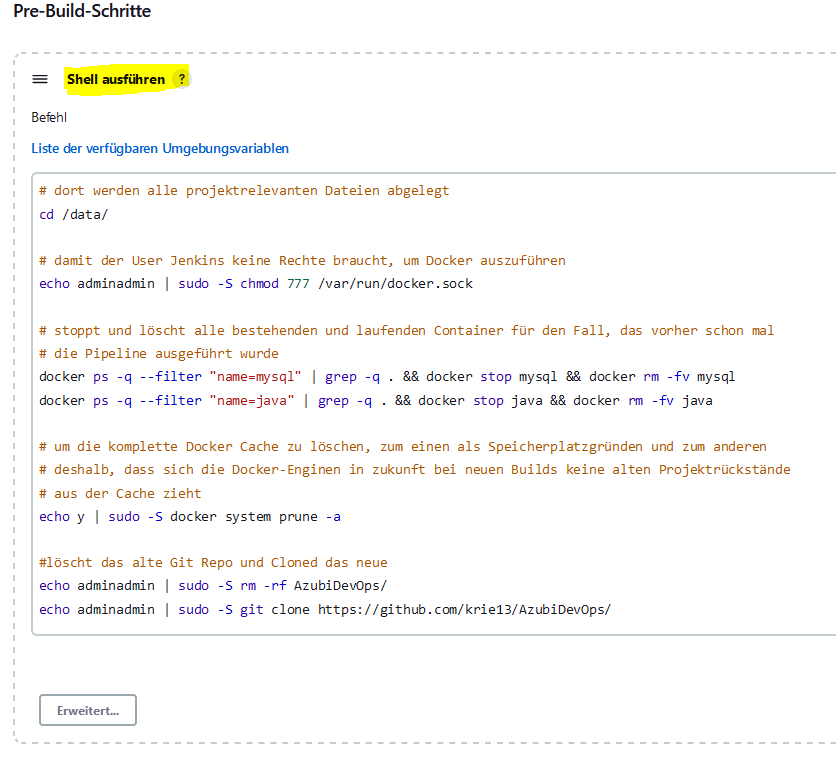 Pre-Build-Schritte
Shell ausführen ?
Befehl
Liste der verfügbaren Umgebungsvariablen
# dort werden alle projektrelevanten Dateien abgelegt
cd /data/
# damit der User Jenkins keine Rechte braucht, um Docker auszuführen
echo adminadmin | sudo -S chmod 777 /var/run/docker.sock
# stoppt und löscht alle bestehenden und laufenden Container für den Fall, das vorher schon mal
# die Pipeline ausgeführt wurde
docker ps -q --filter "name=mysql" | grep -q . && docker stop mysql && docker rm -fv mysql
docker ps -q --filter "name=java" | grep -q . && docker stop java && docker rm -fv java
# um die komplette Docker Cache zu löschen, zum einen als Speicherplatzgründen und zum anderen
# deshalb, dass sich die Docker-Enginen in zukunft bei neuen Builds keine alten Projektrückstände
# aus der Cache zieht
echo y | sudo -S docker system prune -a
#löscht das alte Git Repo und Cloned das neue
echo adminadmin | sudo -S rm -rf AzubiDevOps/
echo adminadmin | sudo -S git clone https://github.com/krie13/AzubiDevOps/
Erweitert...